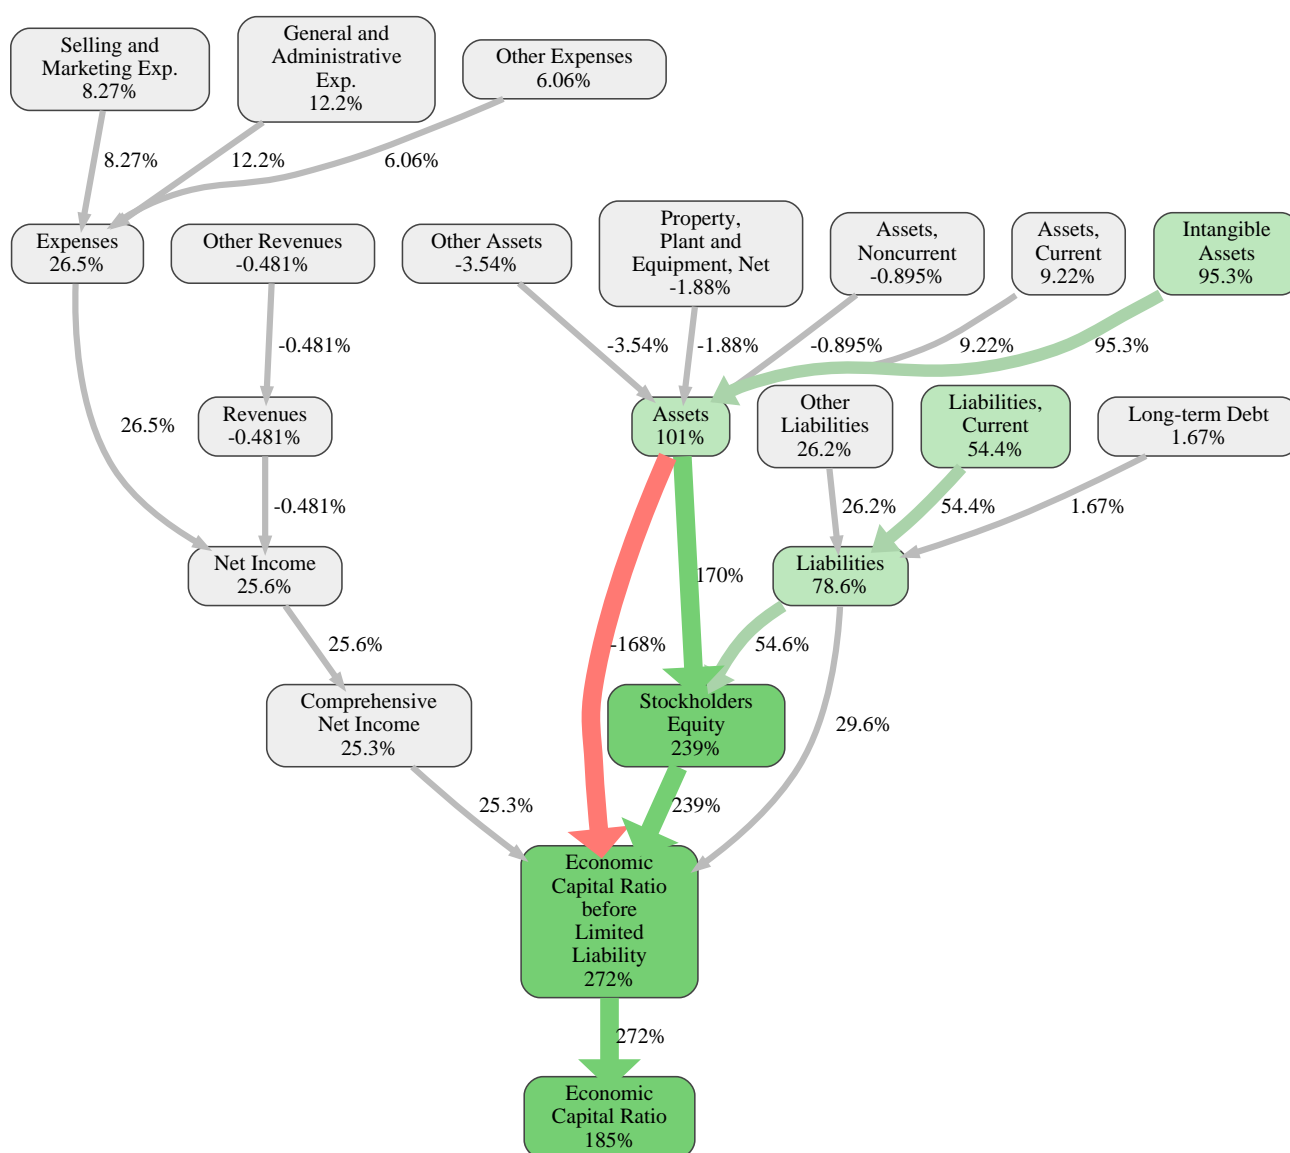 Selling and
Marketing Exp.
8.27%
General and
Administrative
Exp.
12.2%
Other Expenses
6.06%
8.27%
12.2%
6.06%
Expenses
26.5%
Other Revenues
-0.481%
Other Assets
-3.54%
Property,
Plant and
Equipment, Net
-1.88%
Assets,
Noncurrent
-0.895%
Assets,
Current
9.22%
Intangible
Assets
95.3%
-0.481%
-3.54%
-1.88%
-0.895%
9.22%
95.3%
26.5%
Revenues
-0.481%
Assets
101%
Other
Liabilities
26.2%
Liabilities,
Current
54.4%
Long-term Debt
1.67%
-0.481%
26.2%
54.4%
1.67%
Net Income
25.6%
170%
Liabilities
78.6%
25.6%
-168%
54.6%
Comprehensive
Net Income
25.3%
Stockholders
Equity
239%
29.6%
25.3%
239%
Economic
Capital Ratio
before
Limited
Liability
272%
272%
Economic
Capital Ratio
185%